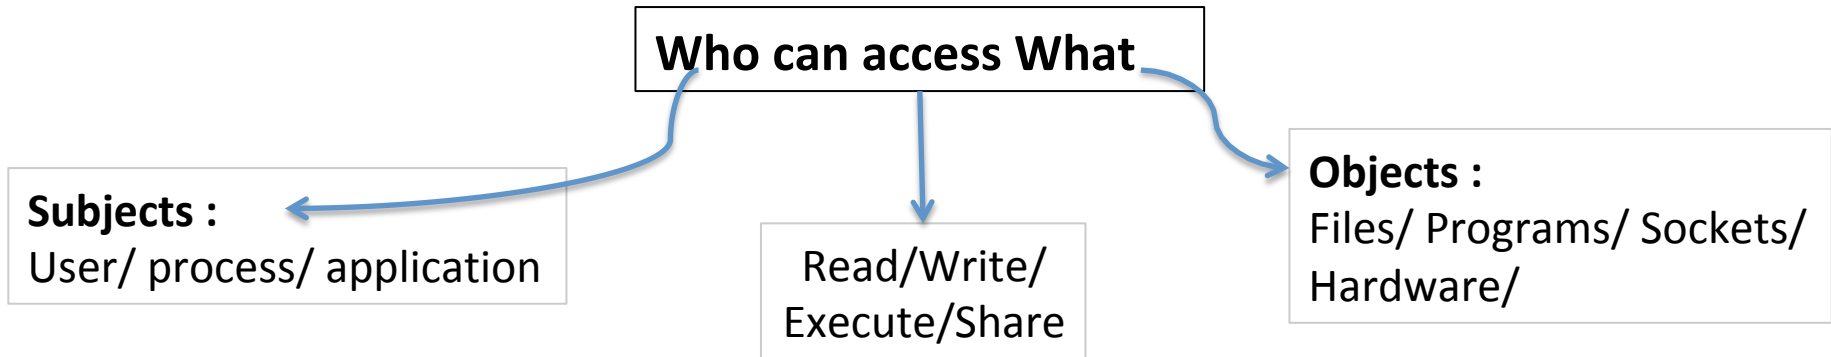 Who can access What
Subjects :
User/ process/ application
Read/Write/
Execute/Share
Objects :
Files/ Programs/ Sockets/
Hardware/